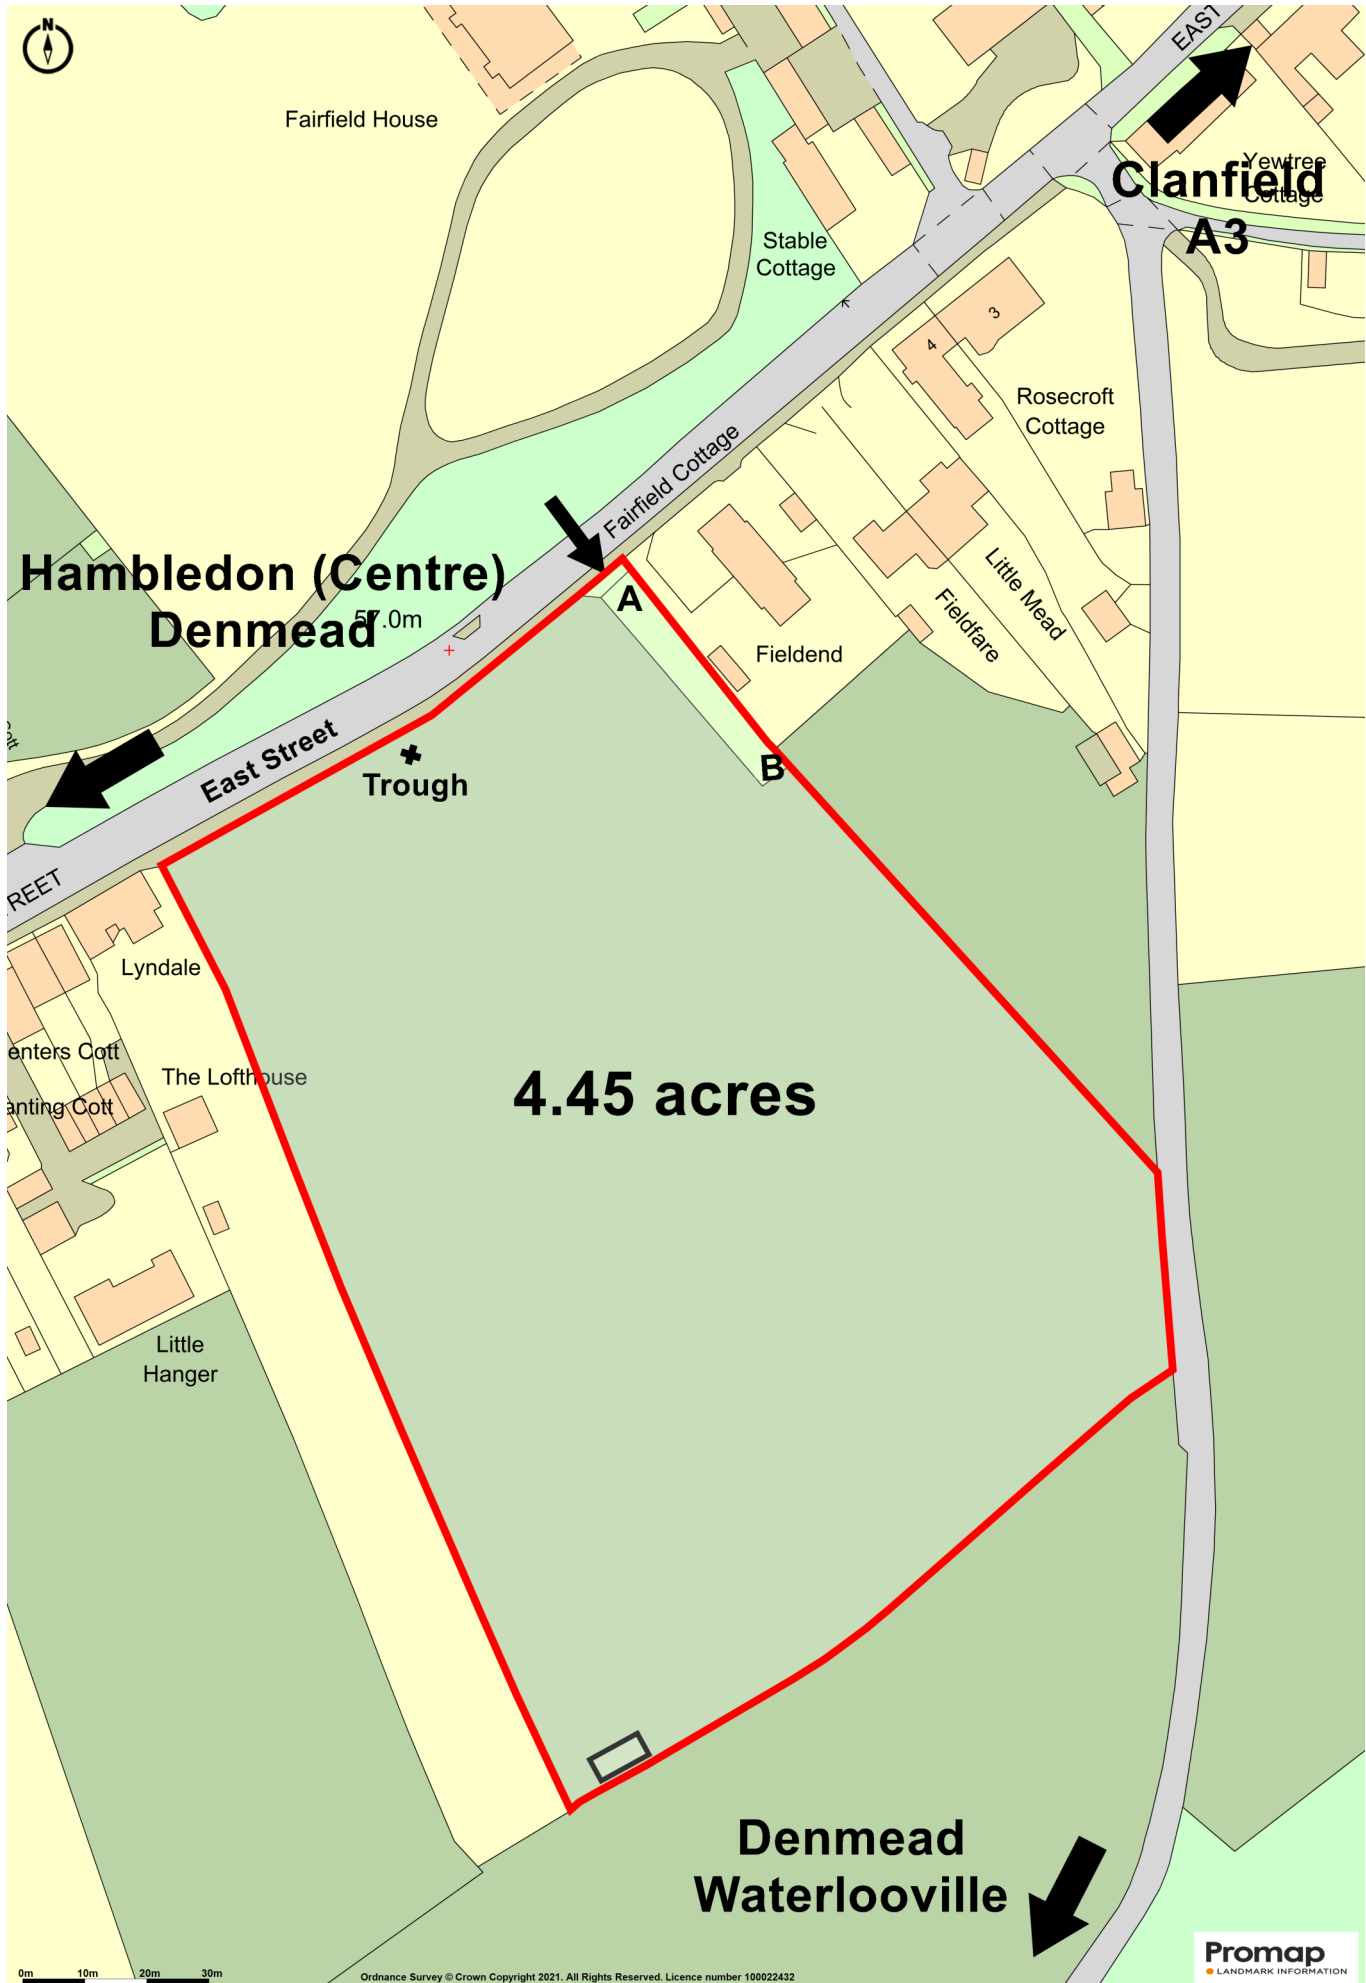 N
EAST
Fairfield House
Yewtree
Cottage
Clanfield
A3
Stable
Cottage
3
4
Rosecroft
Cottage
Fairfield Cottage
Hambledon (Centre)
Denmead
57.0m
A
Little Mead
Fieldfare
Fieldend
B
Cott
East Street
Trough
REET
Lyndale
enters Cott
The Lofthouse
anting Cott
4.45 acres
Little
Hanger
Denmead
Waterlooville
Promap
LANDMARK INFORMATION
0m 10m 20m 30m
Ordnance Survey © Crown Copyright 2021. All Rights Reserved. Licence number 100022432